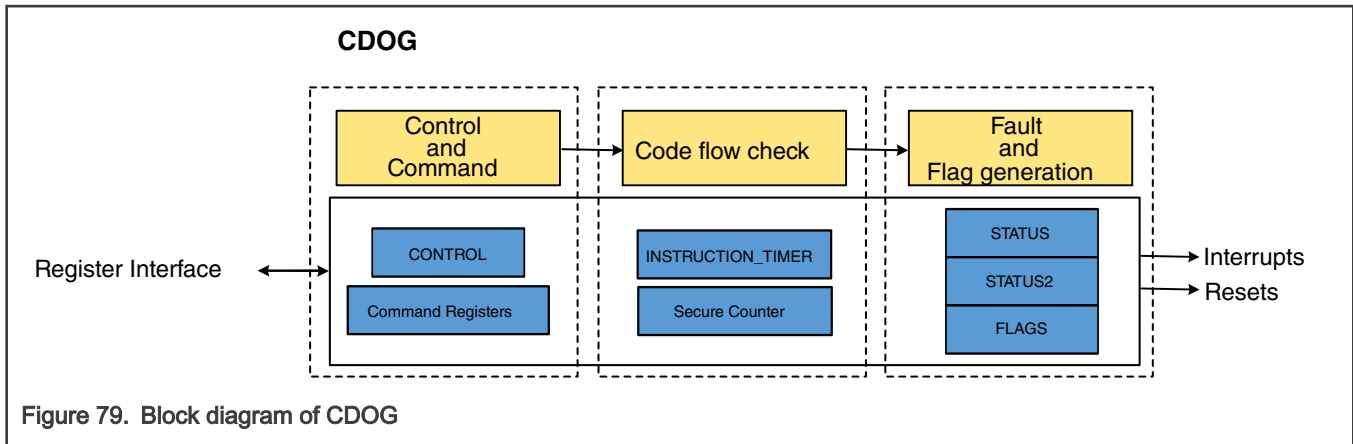 CDOG
Control
and
Command
Code flow check
Fault
and
Flag generation
Register Interface
CONTROL
Command Registers
INSTRUCTION_TIMER
Secure Counter
STATUS
STATUS2
FLAGS
Interrupts
Resets
Figure 79. Block diagram of CDOG